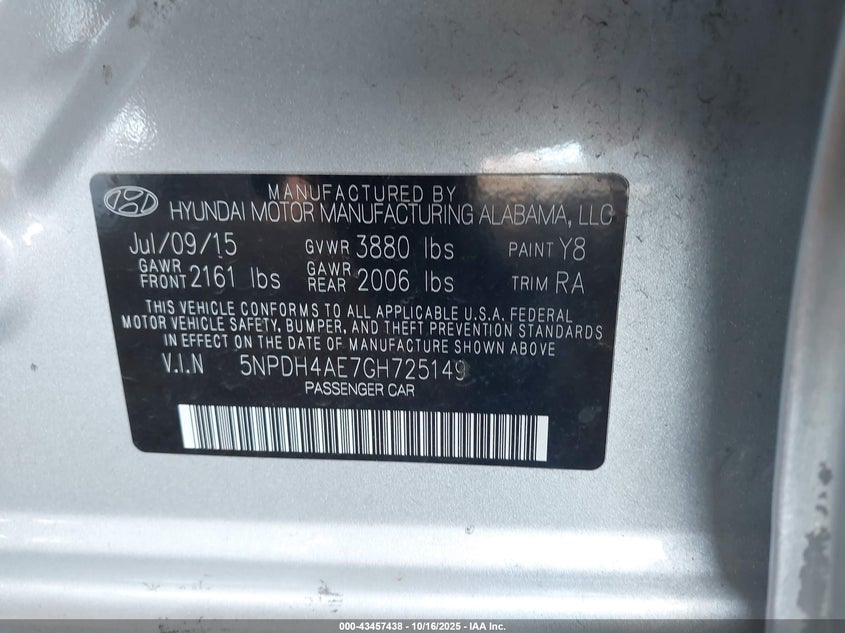 MANUFACTURED BY
HYUNDAI MOTOR MANUFACTURING ALABAMA, LLC
Jul/09/15 GVWR 3880 lbs PAINT Y8
GAWR FRONT 2161 lbs GAWR REAR 2006 lbs TRIM RA
THIS VEHICLE CONFORMS TO ALL APPLICABLE U.S.A. FEDERAL
MOTOR VEHICLE SAFETY, BUMPER, AND THEFT PREVENTION STANDARDS
IN EFFECT ON THE DATE OF MANUFACTURE SHOWN ABOVE
V.I.N 5NPDH4AE7GH725149
PASSENGER CAR
000-43457438 - 10/16/2025 - IAA Inc.